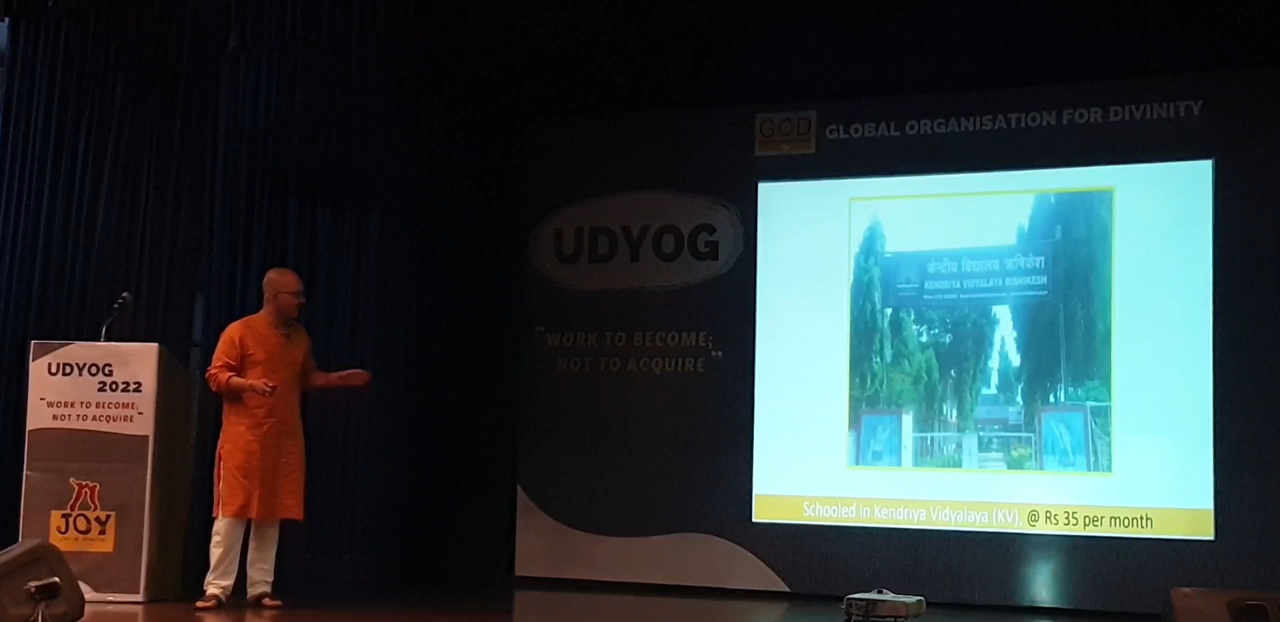 UDYOG
2022
"WORK TO BECOME;
NOT TO ACQUIRE"
JOY
UDYOG
"WORK TO BECOME;
NOT TO ACQUIRE"
GOD
GLOBAL ORGANISATION FOR DIVINITY
केन्द्रीय विद्यालय ऋषिकेश
KENDRIYA VIDYALAYA RISHIKESH
Schooled in Kendriya Vidyalaya (KV), @ Rs 35 per month